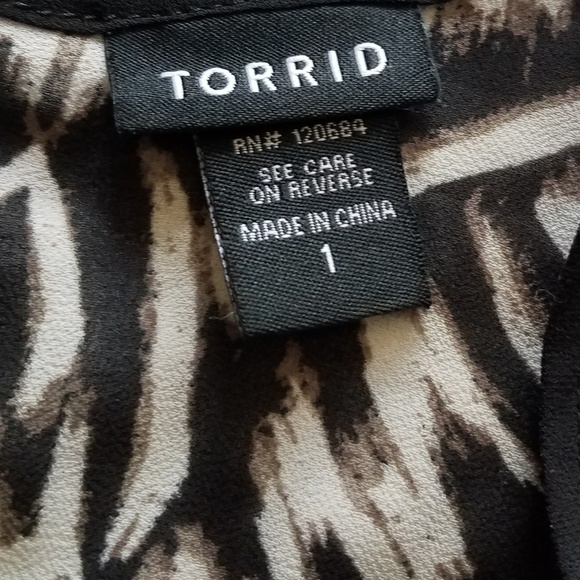 TORRID
RN# 120684
SEE CARE
ON REVERSE
MADE IN CHINA
1